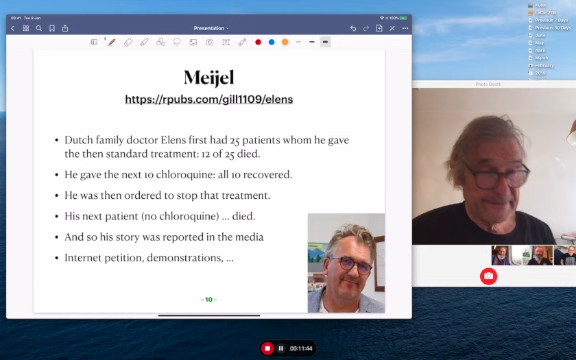 Presentation
Meijel
https://rpubs.com/gill1109/elens
• Dutch family doctor Elens first had 25 patients whom he gave
the then standard treatment: 12 of 25 died.
• He gave the next 10 chloroquine: all 10 recovered.
• He was then ordered to stop that treatment.
• His next patient (no chloroquine) ... died.
• And so his story was reported in the media
• Internet petition, demonstrations, ...
- 10 -
Photo Booth
00:11:44